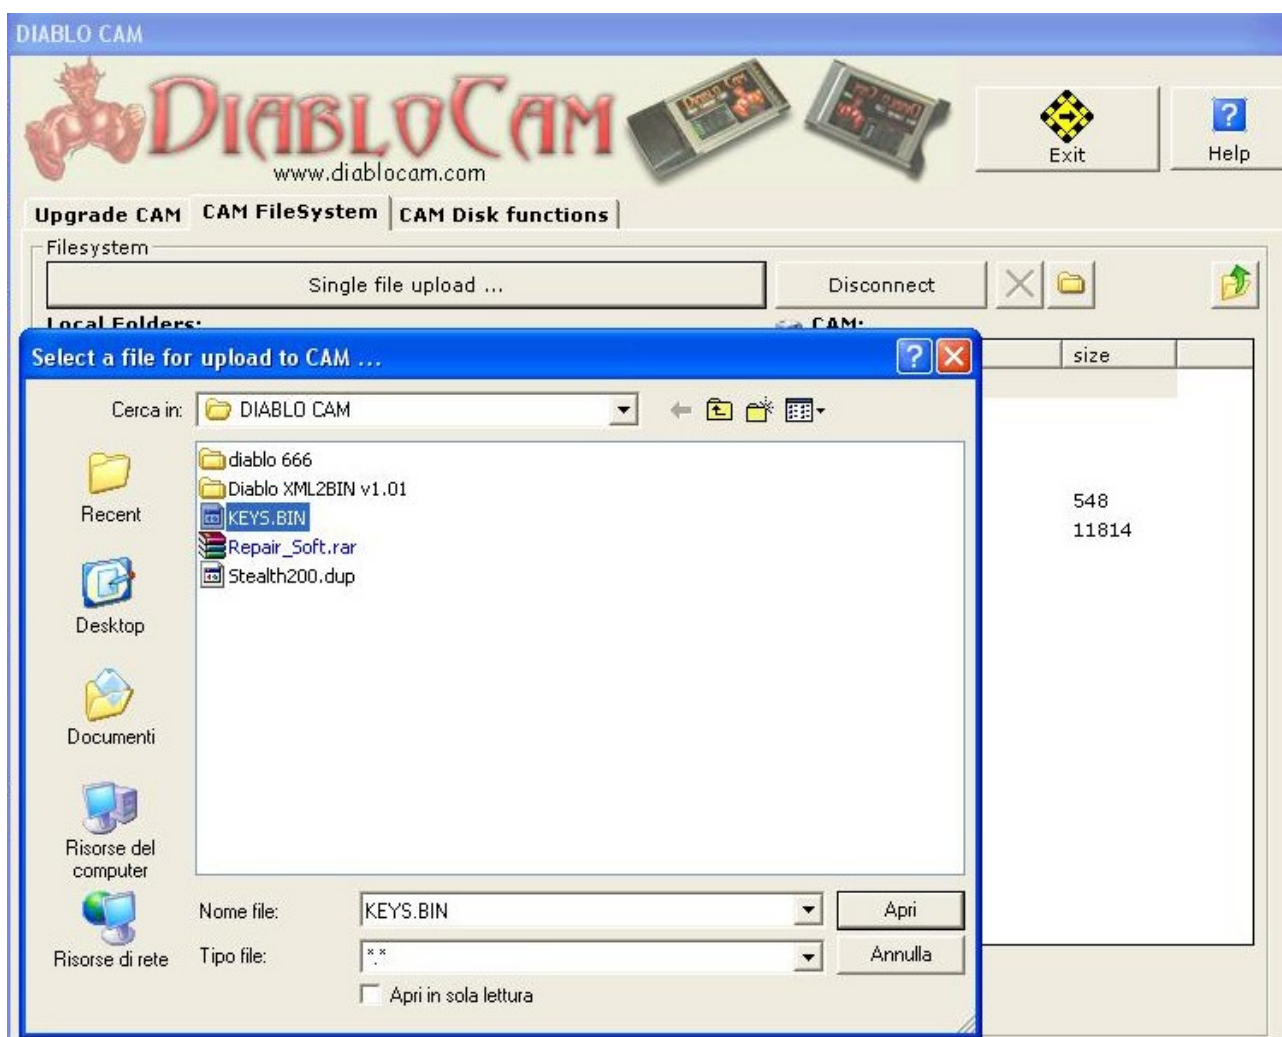 DIABLO CAM
DIABLOCAM
www.diablocam.com
Exit
Help
Upgrade CAM
CAM FileSystem
CAM Disk functions
Filesystem
Single file upload ...
Disconnect
Local Folders:
CAM:
Select a file for upload to CAM ...
size
Cerca in:
DIABLO CAM
diablo 666
Diablo XML2BIN v1.01
KEYS.BIN
Repair_Soft.rar
Stealth200.dup
548
11814
Recent
Desktop
Documenti
Risorse del
computer
Risorse di rete
Nome file:
KEYS.BIN
Apri
Tipo file:
*.*
Annulla
Apri in sola lettura